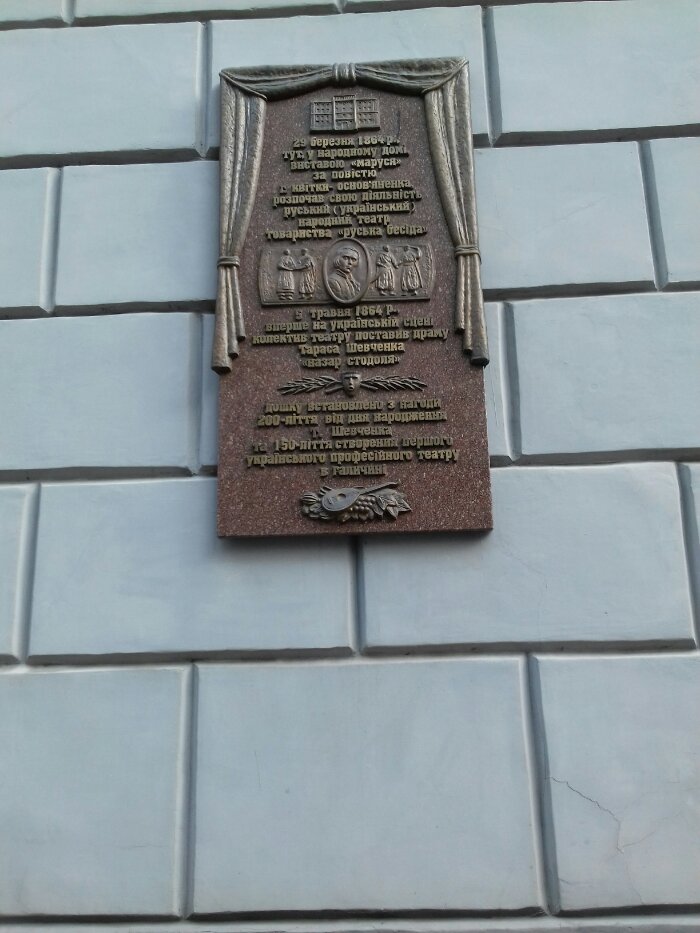 29 березня 1864 р.,
тут, у народному домі
виставою «маруся»
за повістю
г. квітки-основ'яненка,
розпочав свою діяльність
руський (український)
народний театр
товариства «руська бесіда»
5 травня 1864 р.
вперше на українській сцені
колектив театру поставив драму
Тараса Шевченка
«назар стодоля»
дошку встановлено з нагоди
200-ліття від дня народження
т. Шевченка
та 150-ліття створення першого
українського професійного театру
в галичині